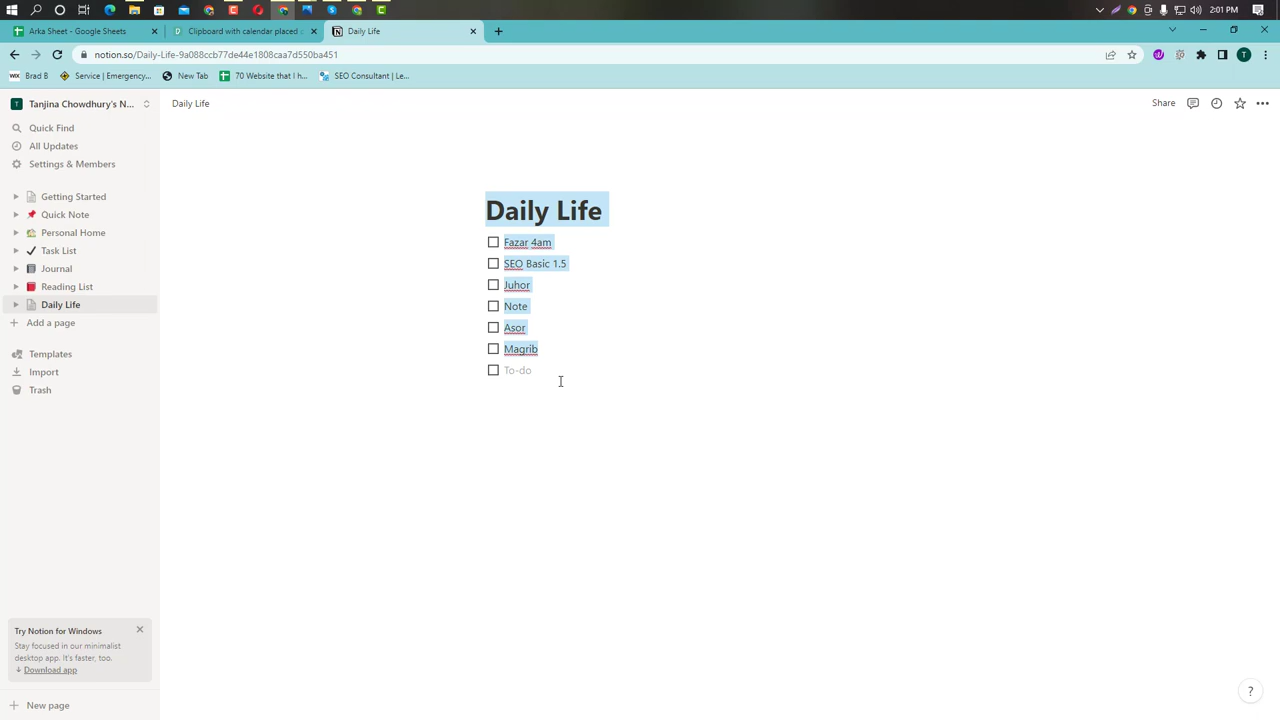 2:01 PM
Arka Sheet - Google Sheets
Clipboard with calendar placed o
Daily Life
notion.so/Daily-Life-9a088ccb77de44e1808caa7d550ba451
T
WIX Brad B
Service | Emergency...
New Tab
70 Website that I h...
SEO Consultant | Le...
T Tanjina Chowdhury's N...
Daily Life
Share
Quick Find
All Updates
Settings & Members
Getting Started
Quick Note
Personal Home
Task List
Journal
Reading List
Daily Life
Add a page
Templates
Import
Trash
Daily Life
Fazar 4am
SEO Basic 1.5
Juhor
Note
Asor
Magrib
To-do
Try Notion for Windows
Stay focused in our minimalist
desktop app. It's faster, too.
Download app
New page
?